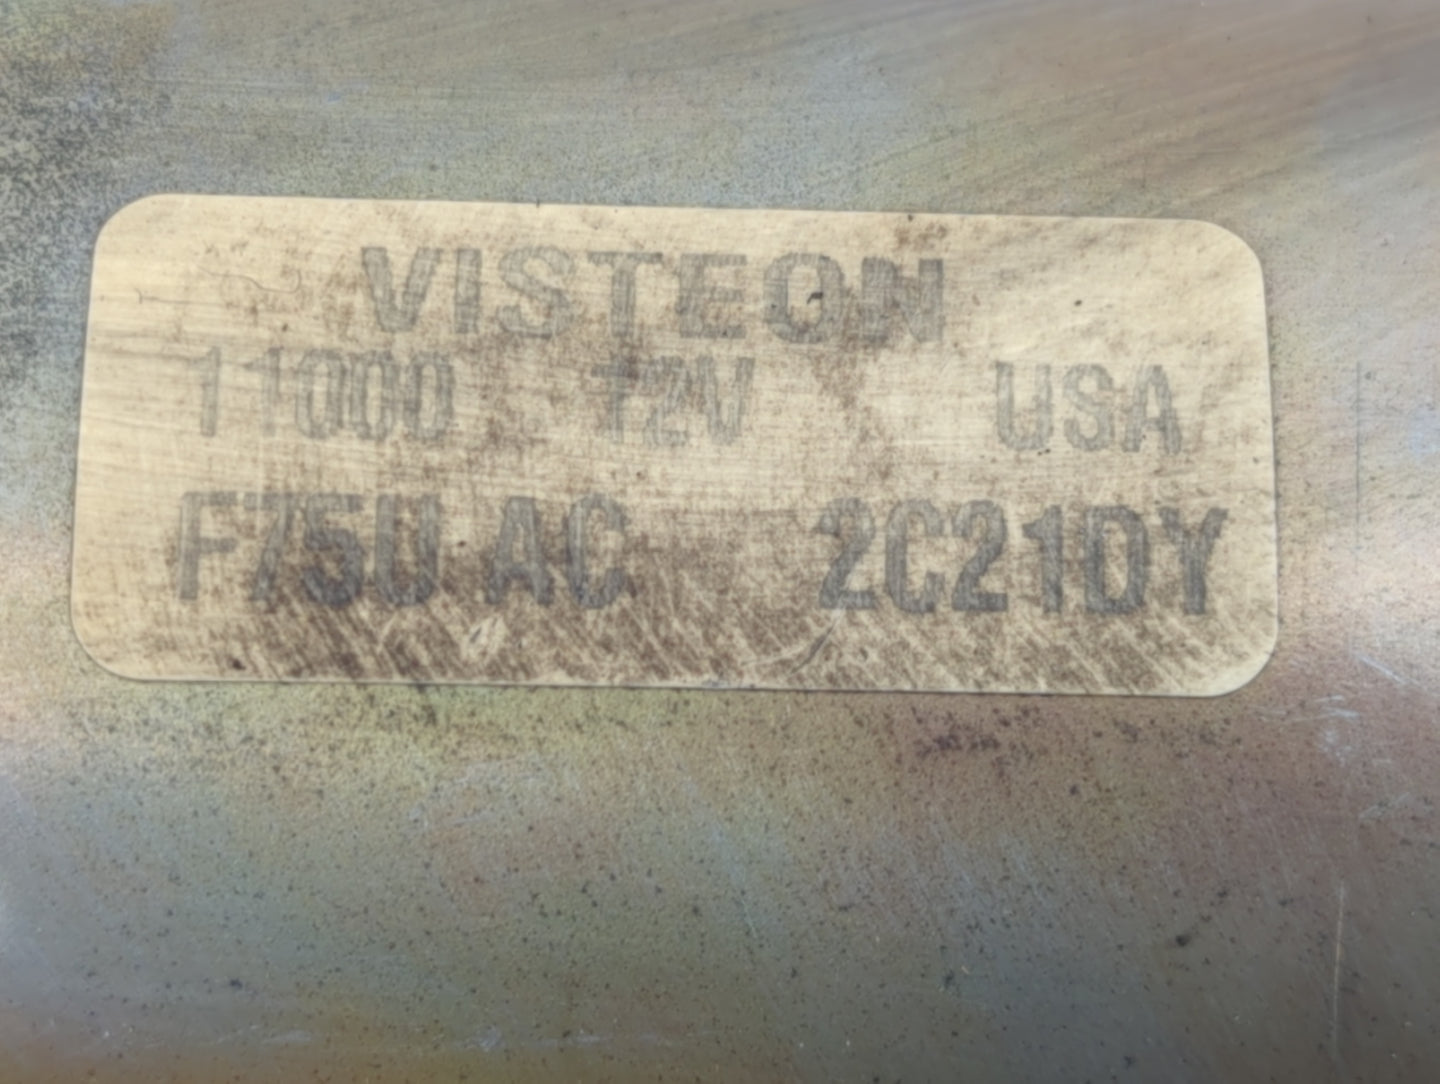 VISTEON
11000 12V USA
F75U AC 2C21DY